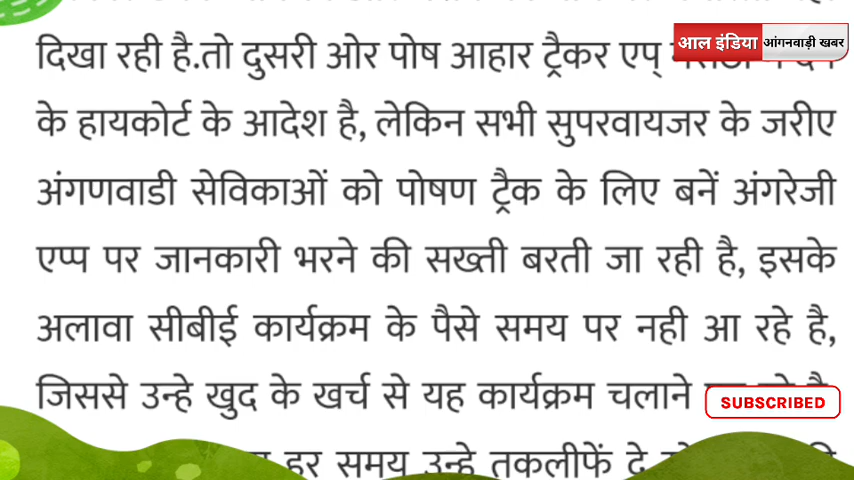 दिखा रही है.तो दुसरी ओर पोष आहार ट्रैकर एप्
आल इंडिया आंगनवाड़ी खबर
के हायकोर्ट के आदेश है, लेकिन सभी सुपरवायजर के जरीए
अंगणवाडी सेविकाओं को पोषण ट्रैक के लिए बनें अंगरेजी
एप्प पर जानकारी भरने की सख्ती बरती जा रही है, इसके
अलावा सीबीई कार्यक्रम के पैसे समय पर नही आ रहे है,
जिससे उन्हे खुद के खर्च से यह कार्यक्रम चलाने
SUBSCRIBED
हर समय उन्हे तकलीफें दे